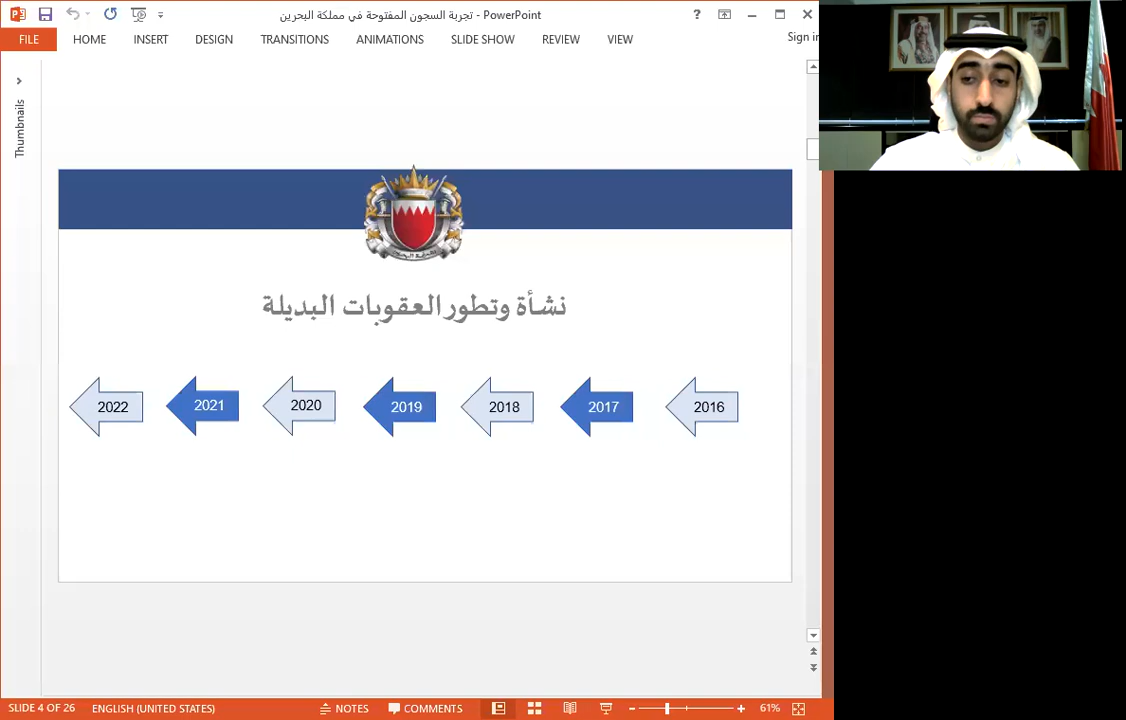 تجربة السجون المفتوحة في مملكة البحرين - PowerPoint
?
FILE HOME INSERT DESIGN TRANSITIONS ANIMATIONS SLIDE SHOW REVIEW VIEW
Sign in
Thumbnails
نشأة وتطور العقوبات البديلة
2016 2017 2018 2019 2020 2021 2022
SLIDE 4 OF 26 ENGLISH (UNITED STATES) NOTES COMMENTS 61%